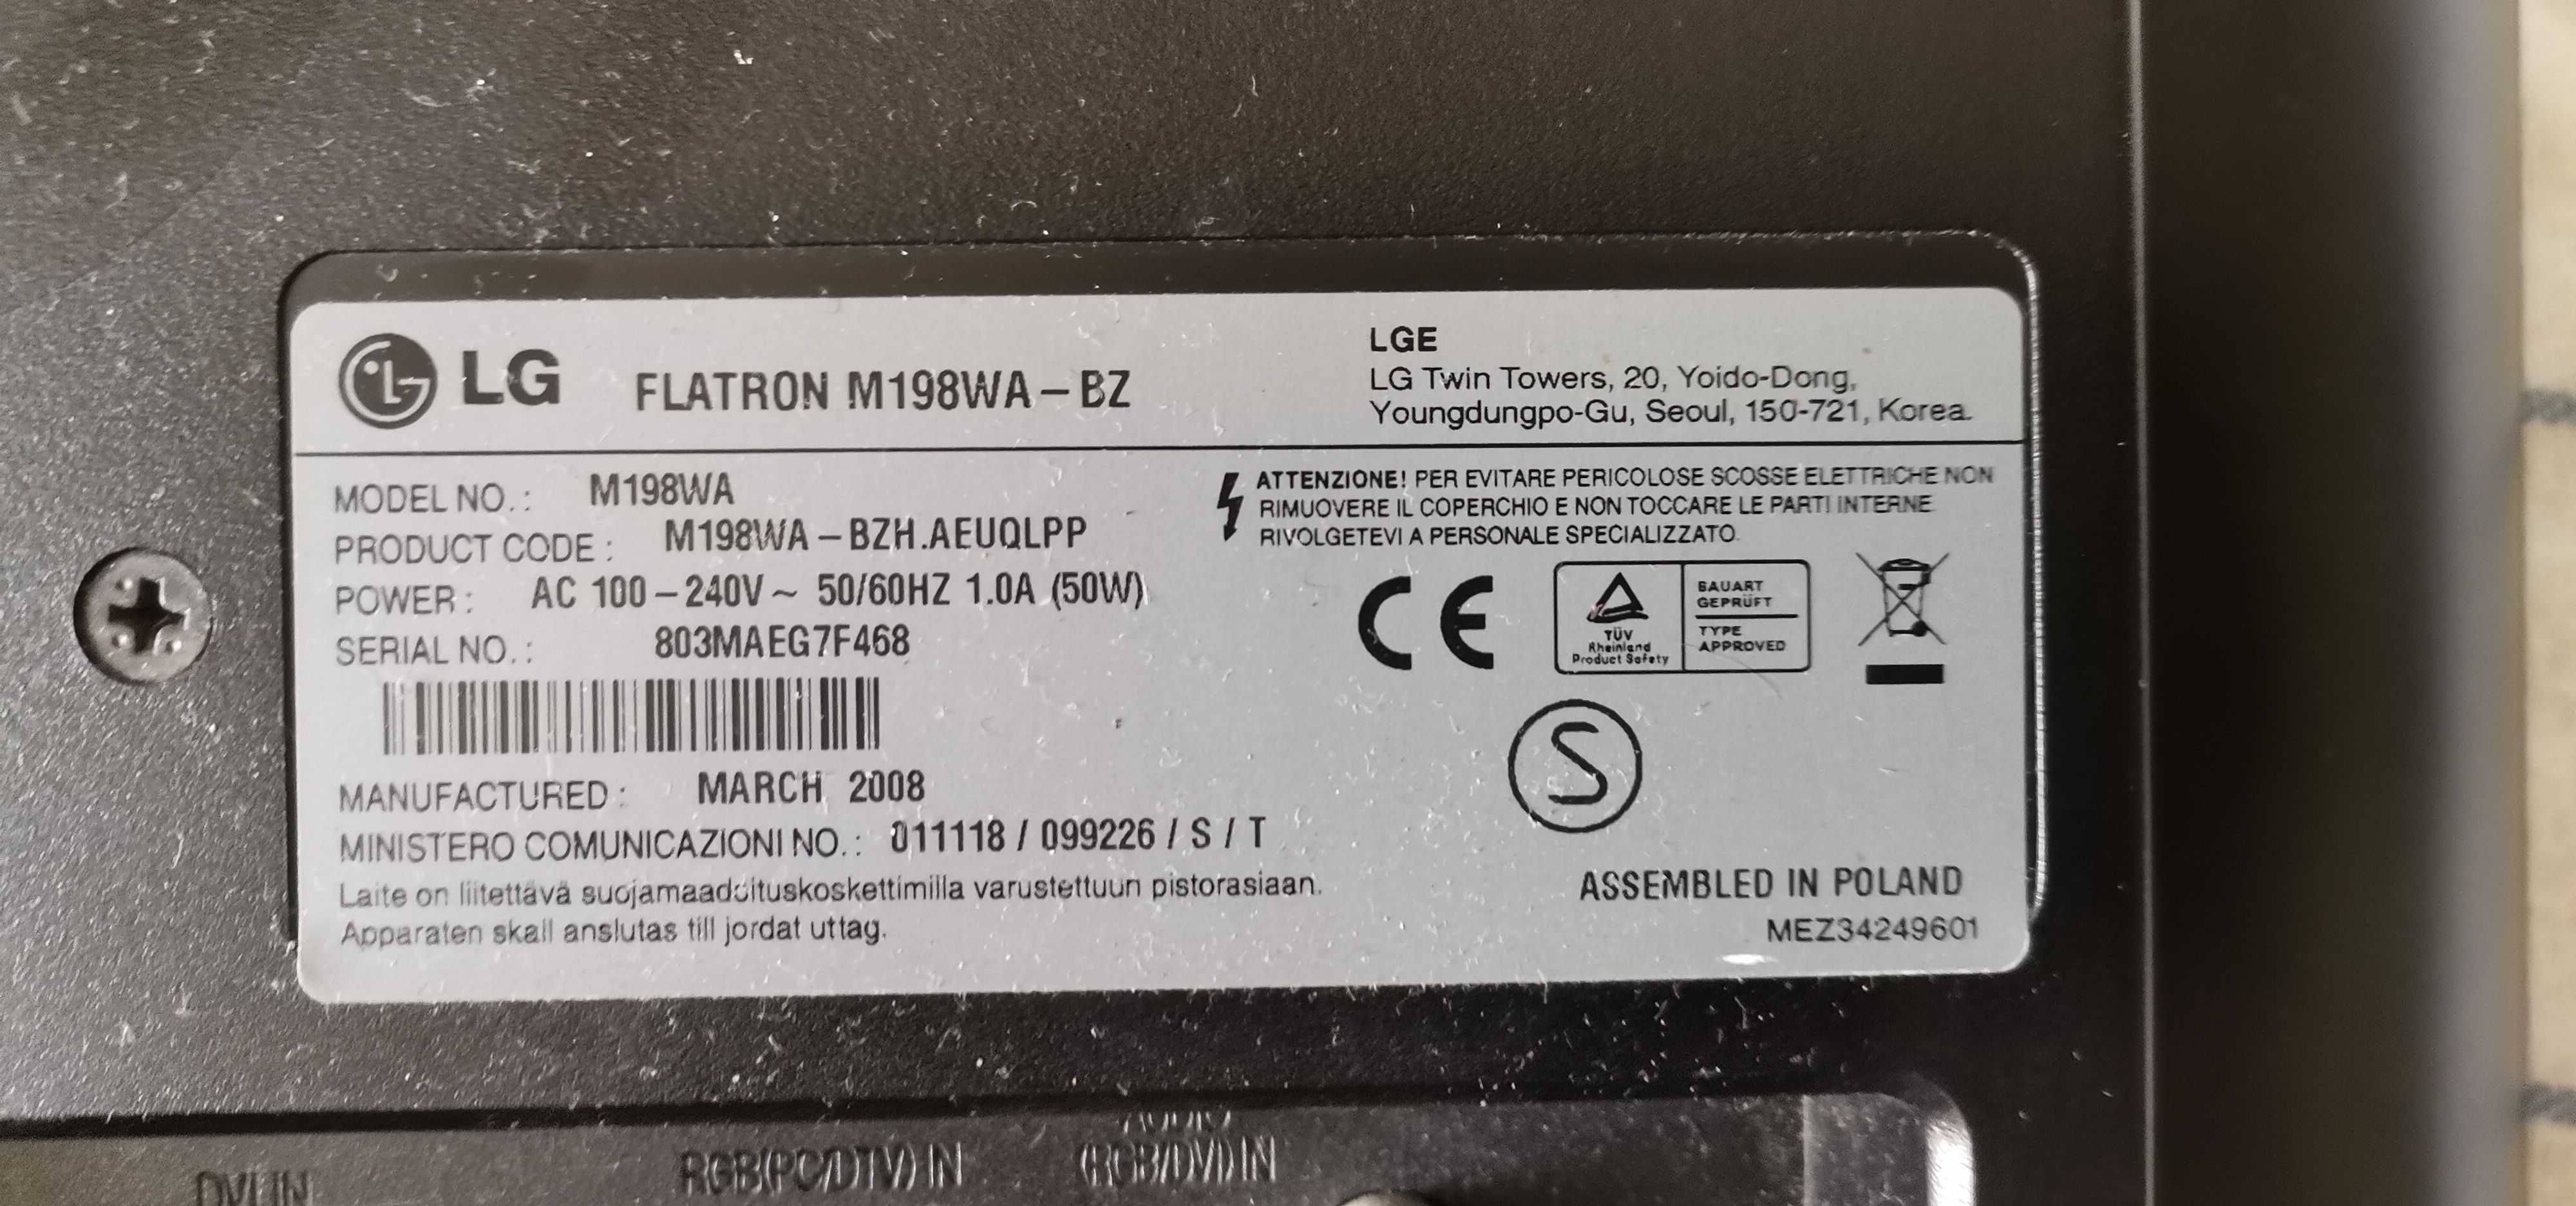 LG FLATRON M198WA-BZ
LGE
LG Twin Towers, 20, Yoido-Dong,
Youngdungpo-Gu, Seoul, 150-721, Korea.
MODEL NO.: M198WA
PRODUCT CODE: M198WA-BZH.AEUQLPP
POWER: AC 100-240V~ 50/60HZ 1.0A (50W)
SERIAL NO.: 803MAEG7F468
MANUFACTURED: MARCH 2008
MINISTERO COMUNICAZIONI NO.: 011118 / 099226 / S / T
Laite on liitettävä suojamaadoituskoskettimilla varustettuun pistorasiaan.
Apparaten skall anslutas till jordat uttag.
ATTENZIONE! PER EVITARE PERICOLOSE SCOSSE ELETTRICHE NON
RIMUOVERE IL COPERCHIO E NON TOCCARE LE PARTI INTERNE
RIVOLGETEVI A PERSONALE SPECIALIZZATO.
CE
TÜV
Rheinland
Product Safety
BAUART
GEPRÜFT
TYPE
APPROVED
S
ASSEMBLED IN POLAND
MEZ34249601
DVI IN
RGB(PC/DTV) IN
AUDIO
(RGB/DVI) IN